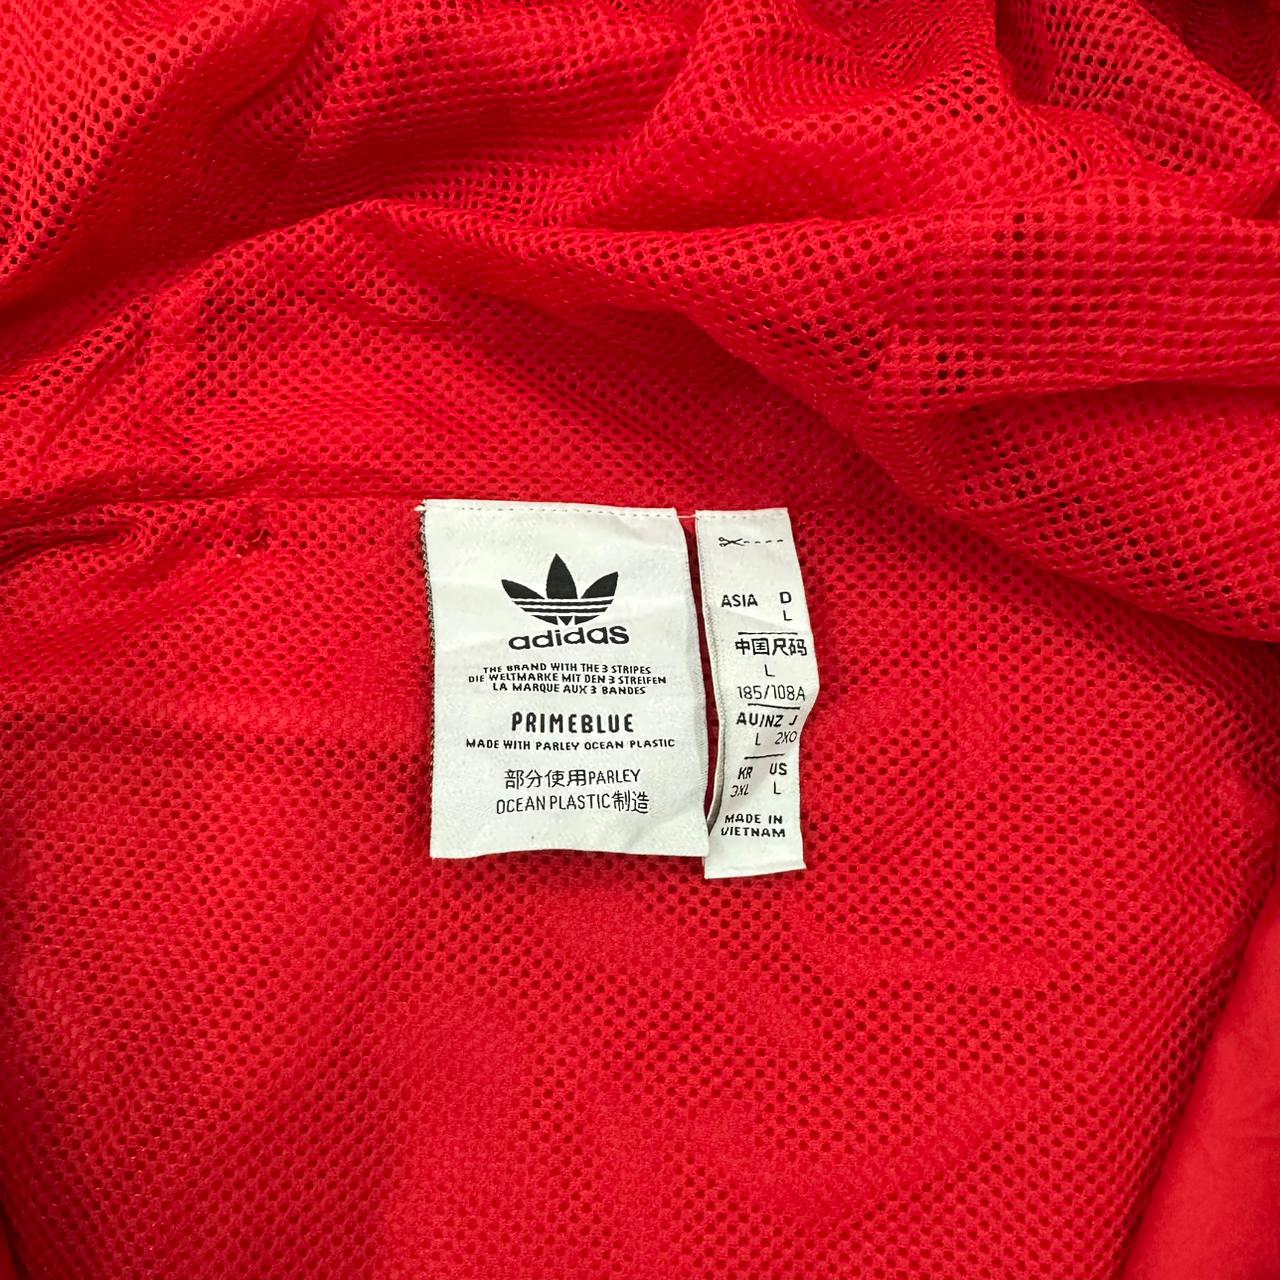 adidas
THE BRAND WITH THE 3 STRIPES
DIE WELTMARKE MIT DEN 3 STREIFEN
LA MARQUE AUX 3 BANDES
PRIMEBLUE
MADE WITH PARLEY OCEAN PLASTIC
部分使用PARLEY
OCEAN PLASTIC制造
ASIA D
L
中国尺码
L
185/108A
AU/NZ J
L 2XO
KR US
3XL L
MADE IN
VIETNAM